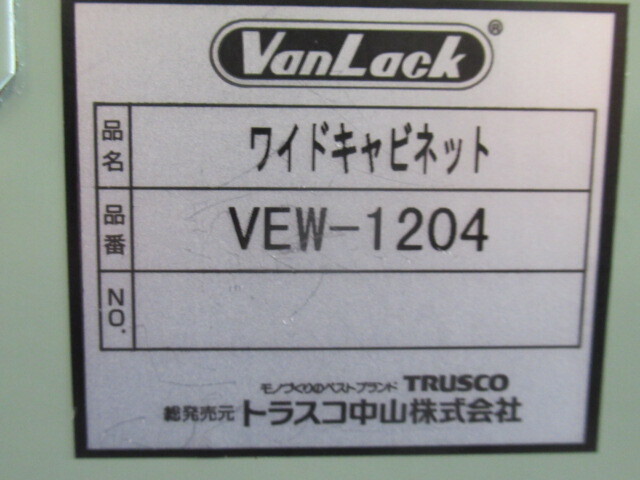 VanLack®
品名 ワイドキャビネット
品番 VEW-1204
NO.
モノづくりのベストブランド TRUSCO
総発売元 トラスコ中山株式会社